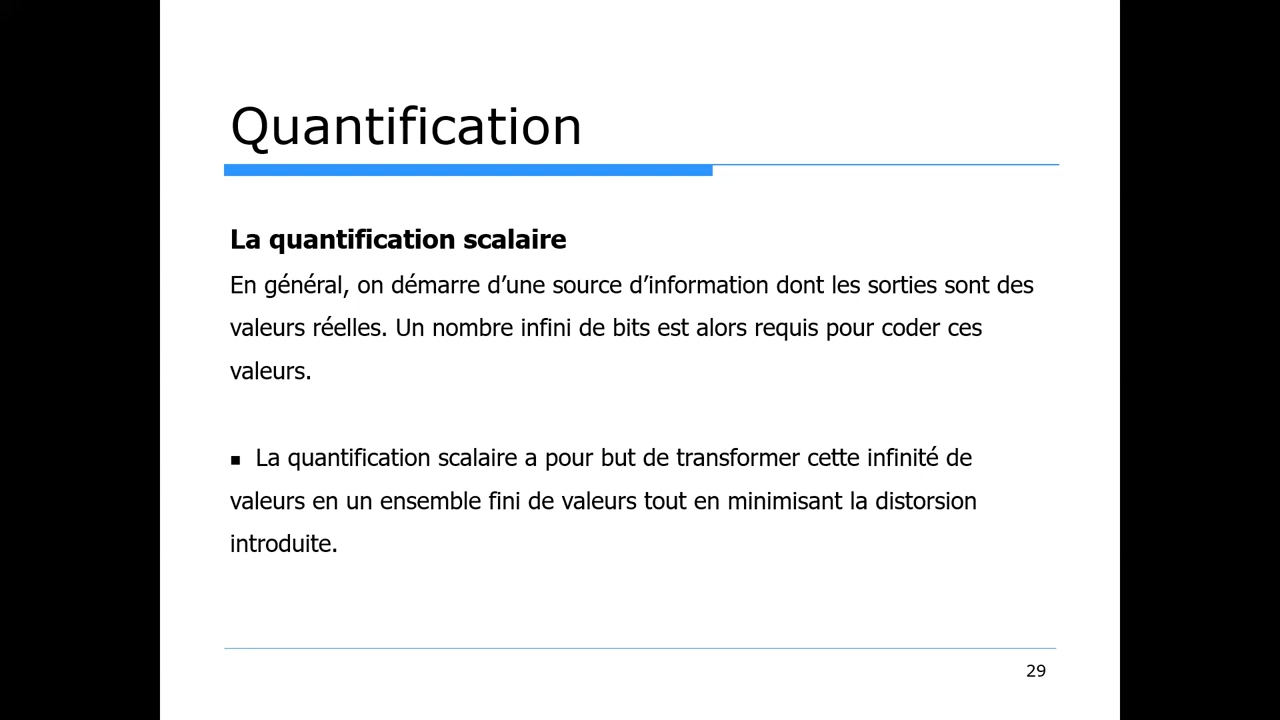 Quantification
La quantification scalaire
En général, on démarre d’une source d’information dont les sorties sont des
valeurs réelles. Un nombre infini de bits est alors requis pour coder ces
valeurs.
▪ La quantification scalaire a pour but de transformer cette infinité de
valeurs en un ensemble fini de valeurs tout en minimisant la distorsion
introduite.
29